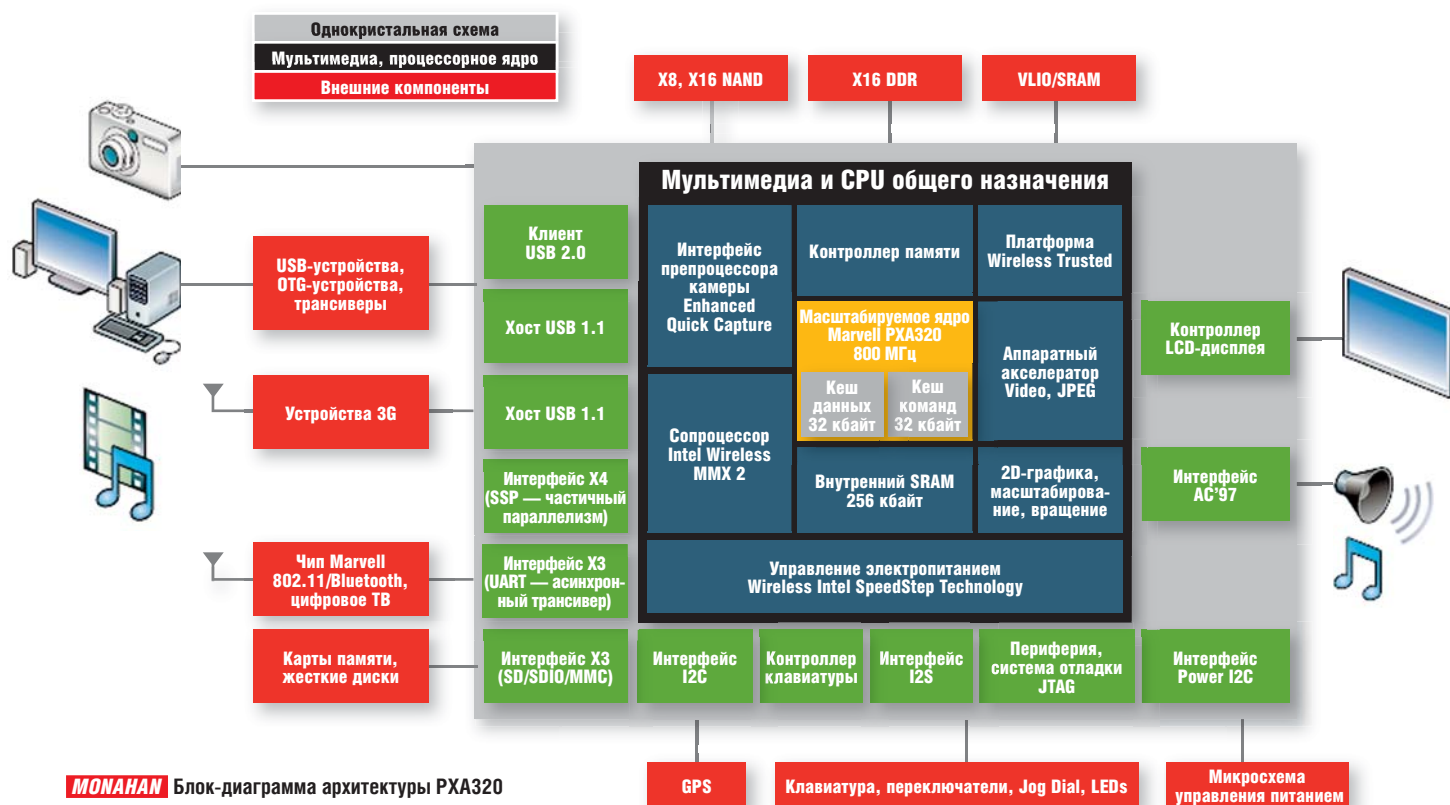 Однокристальная схема
Мультимедиа, процессорное ядро
Внешние компоненты
X8, X16 NAND
X16 DDR
VLIO/SRAM
Мультимедиа и CPU общего назначения
Клиент
USB 2.0
Интерфейс
препроцессора
камеры
Enhanced
Quick Capture
Контроллер памяти
Платформа
Wireless Trusted
USB-устройства,
OTG-устройства,
трансиверы
Хост USB 1.1
Масштабируемое ядро
Marvell PXA320
800 МГц
Кеш
данных
32 кбайт
Кеш
команд
32 кбайт
Аппаратный
акселератор
Video, JPEG
Контроллер
LCD-дисплея
Устройства 3G
Хост USB 1.1
Сопроцессор
Intel Wireless
MMX 2
Интерфейс X4
(SSP — частичный
параллелизм)
Внутренний SRAM
256 кбайт
2D-графика,
масштабирова-
ние, вращение
Интерфейс
AC'97
Чип Marvell
802.11/Bluetooth,
цифровое ТВ
Интерфейс X3
(UART — асинхрон-
ный трансивер)
Управление электропитанием
Wireless Intel SpeedStep Technology
Карты памяти,
жесткие диски
Интерфейс X3
(SD/SDIO/MMC)
Интерфейс
I2C
Контроллер
клавиатуры
Интерфейс
I2S
Периферия,
система отладки
JTAG
Интерфейс
Power I2C
GPS
Клавиатура, переключатели, Jog Dial, LEDs
Микросхема
управления питанием
MONAHAN Блок-диаграмма архитектуры PXA320